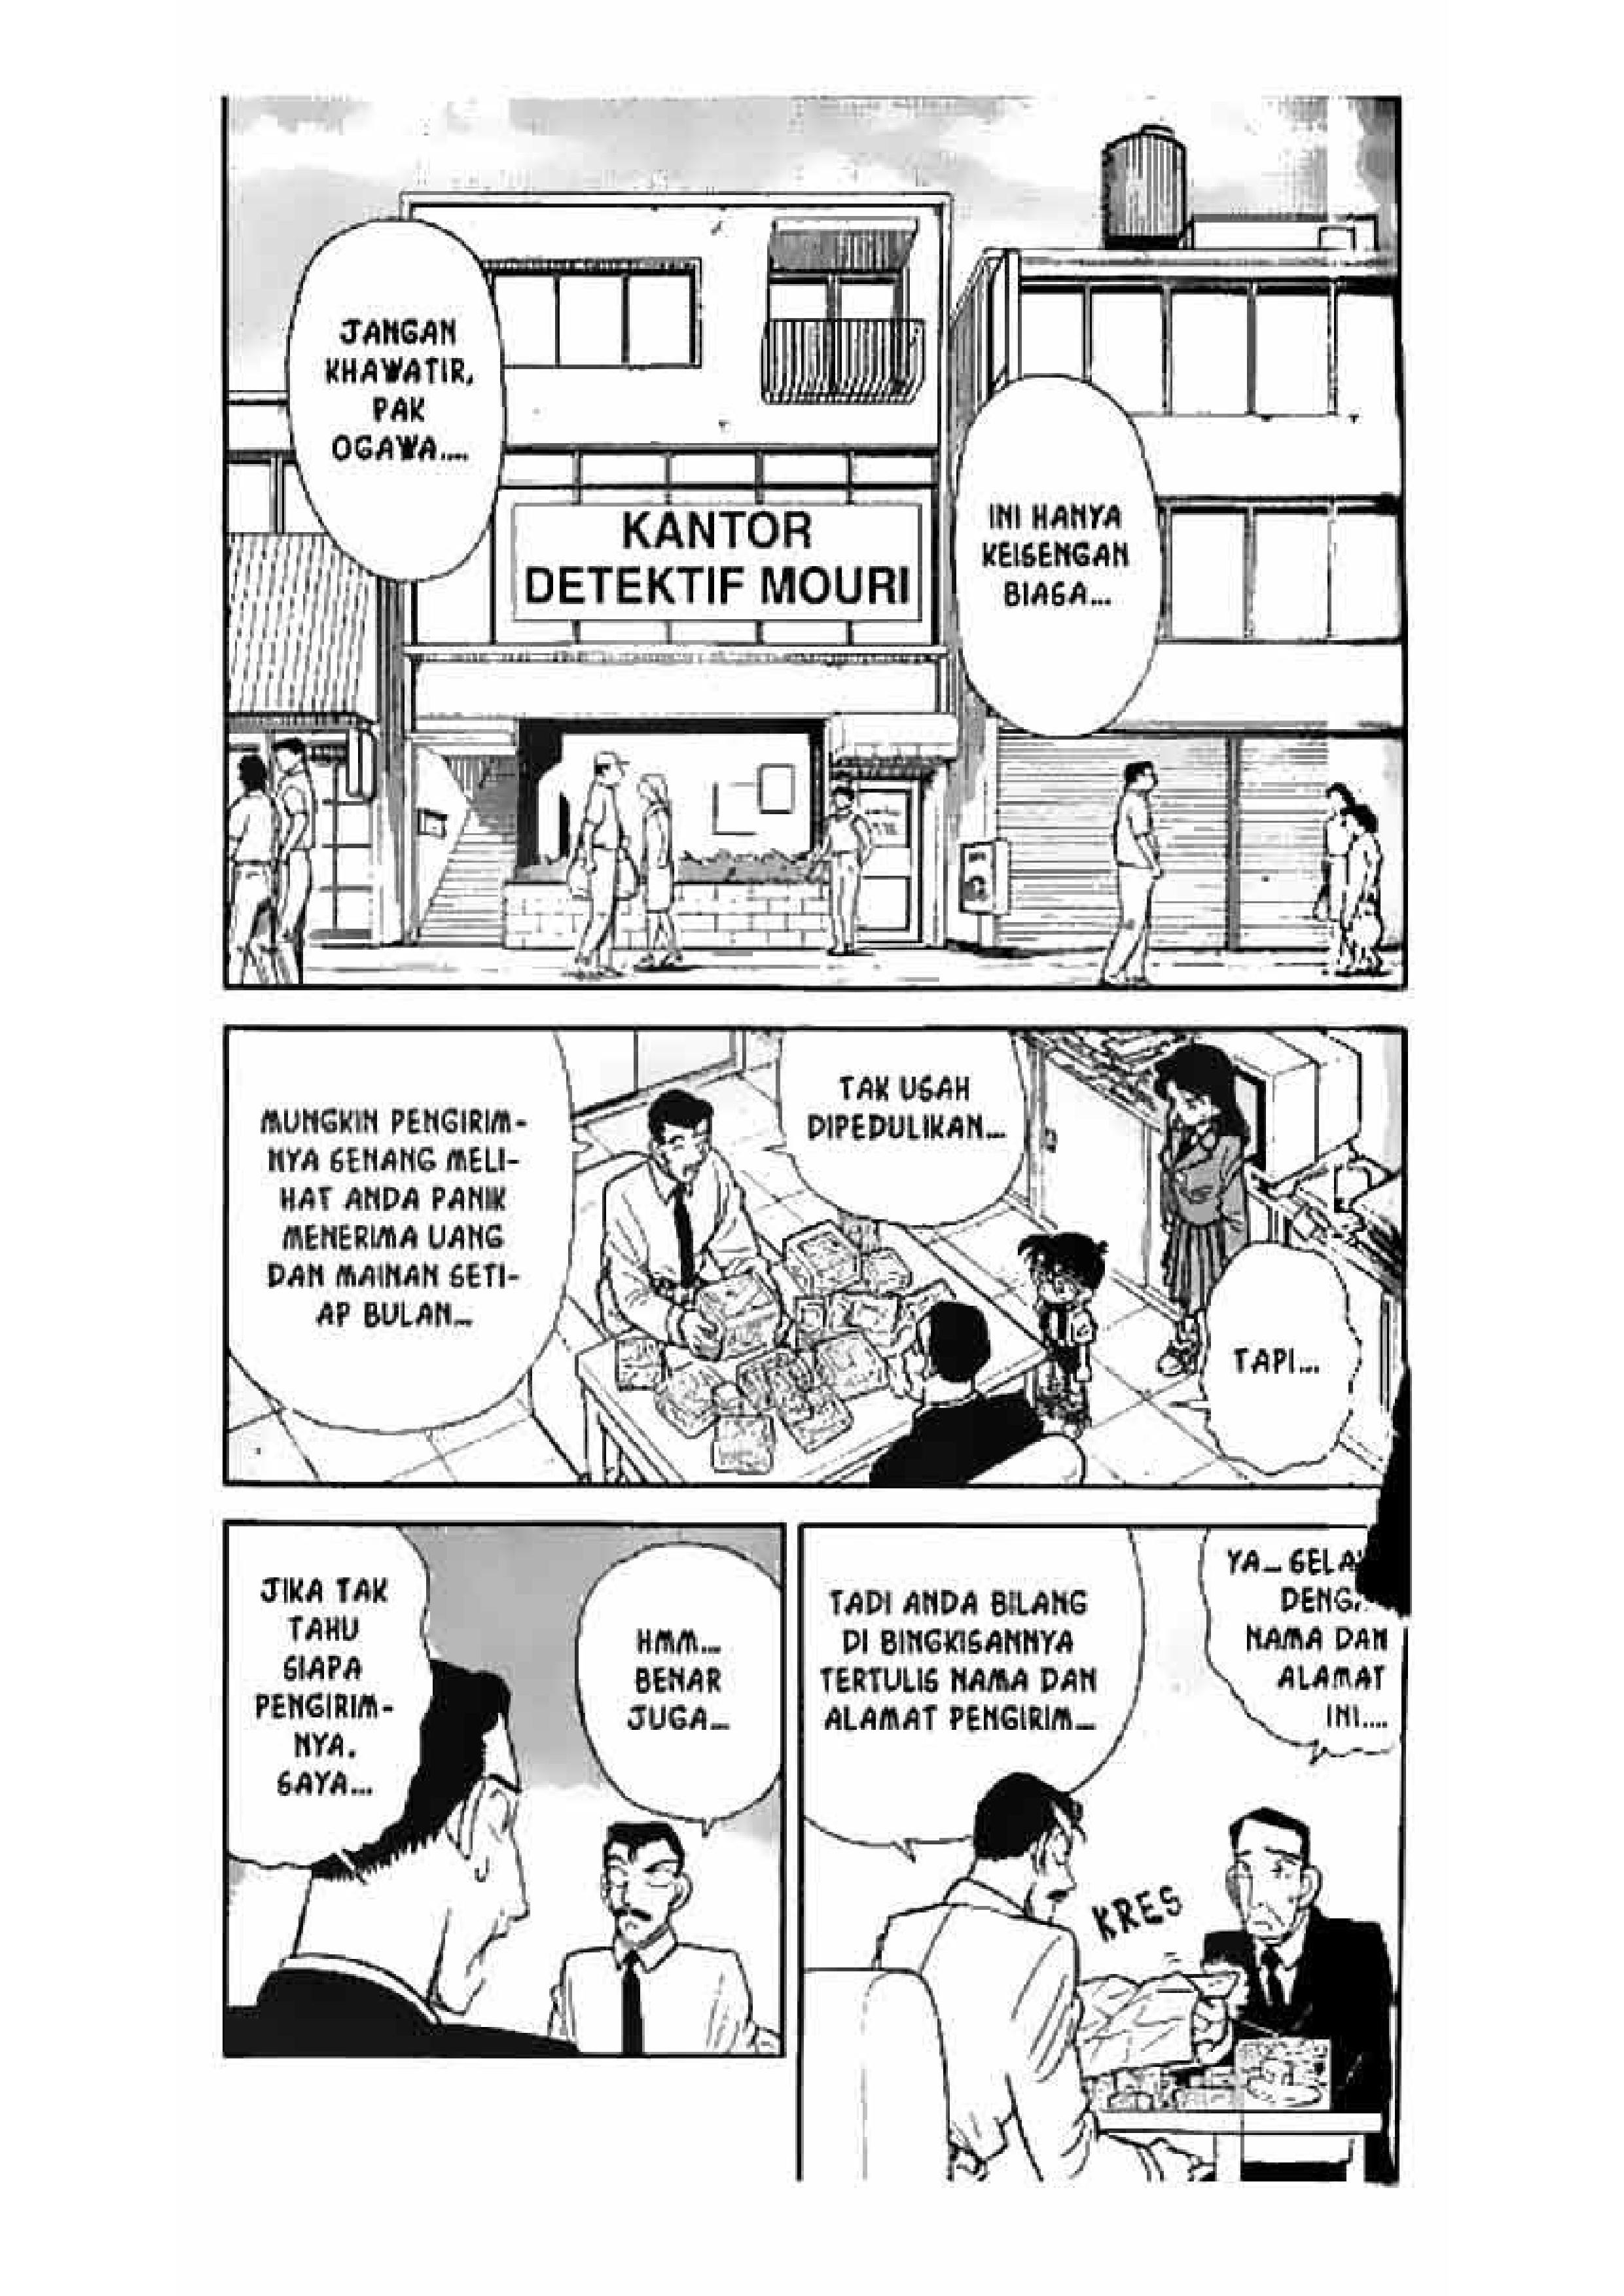 INI HANYA
KEISENGAN
BIASA...
JANGAN
KHAWATIR,
PAK
OGAWA....
KANTOR
DETEKTIF MOURI
TAK USAH
DIPEDULIKAN...
MUNGKIN PENGIRIM-
NYA SENANG MELI-
HAT ANDA PANIK
MENERIMA UANG
DAN MAINAN SETI-
AP BULAN...
TAPI...
YA...
NAMA DAN
ALAMAT
INI....
TADI ANDA BILANG
DI BINGKISANNYA
TERTULIS NAMA DAN
ALAMAT PENGIRIM...
KRES
HMM...
BENAR
JUGA...
JIKA TAK
TAHU
SIAPA
PENGIRIM-
NYA.
SAYA...